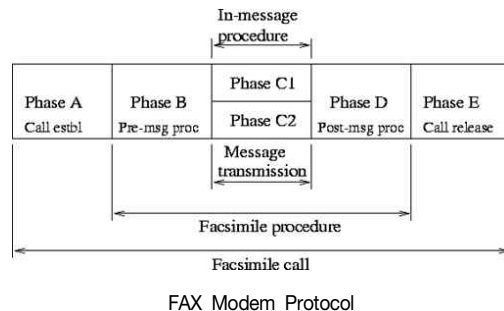 In-message
procedure
Phase A
Call estbl
Phase B
Pre-msg proc
Phase C1
Phase C2
Phase D
Post-msg proc
Phase E
Call release
Message
transmission
Facsimile procedure
Facsimile call
FAX Modem Protocol